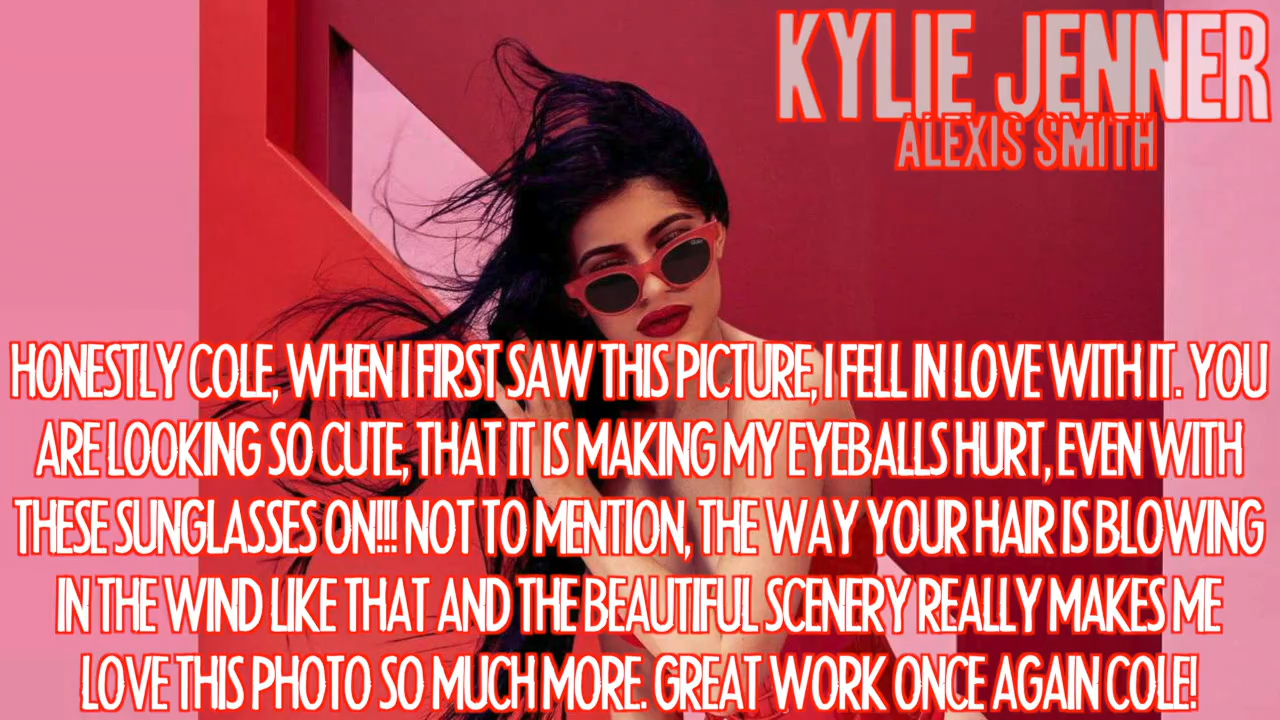 KYLIE JENNER
ALEXIS SMITH
HONESTLY COLE, WHEN I FIRST SAW THIS PICTURE, I FELL IN LOVE WITH IT. YOU
ARE LOOKING SO CUTE, THAT IT IS MAKING MY EYEBALLS HURT, EVEN WITH
THESE SUNGLASSES ON!!! NOT TO MENTION, THE WAY YOUR HAIR IS BLOWING
IN THE WIND LIKE THAT AND THE BEAUTIFUL SCENERY REALLY MAKES ME
LOVE THIS PHOTO SO MUCH MORE. GREAT WORK ONCE AGAIN COLE!